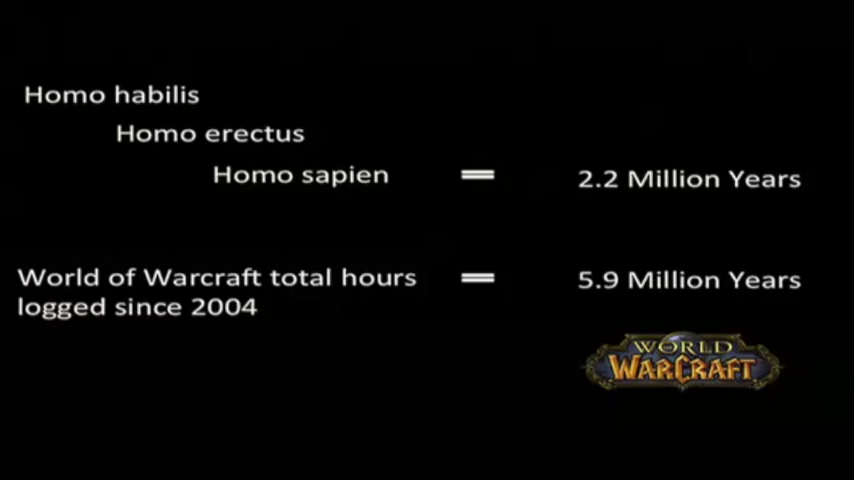 Homo habilis
Homo erectus
Homo sapien = 2.2 Million Years
World of Warcraft total hours = 5.9 Million Years
logged since 2004
WORLD
WARCRAFT